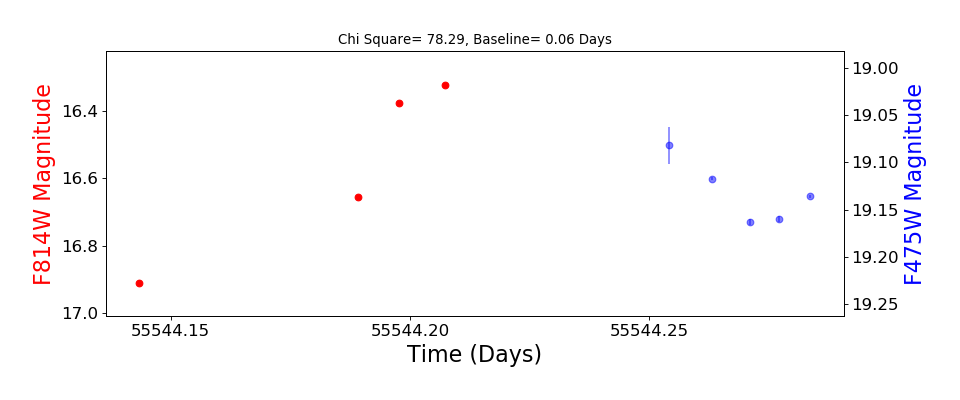 Chi Square= 78.29, Baseline= 0.06 Days
F814W Magnitude
16.4
16.6
16.8
17.0
19.00
19.05
19.10
19.15
19.20
19.25
F475W Magnitude
55544.15 55544.20 55544.25
Time (Days)